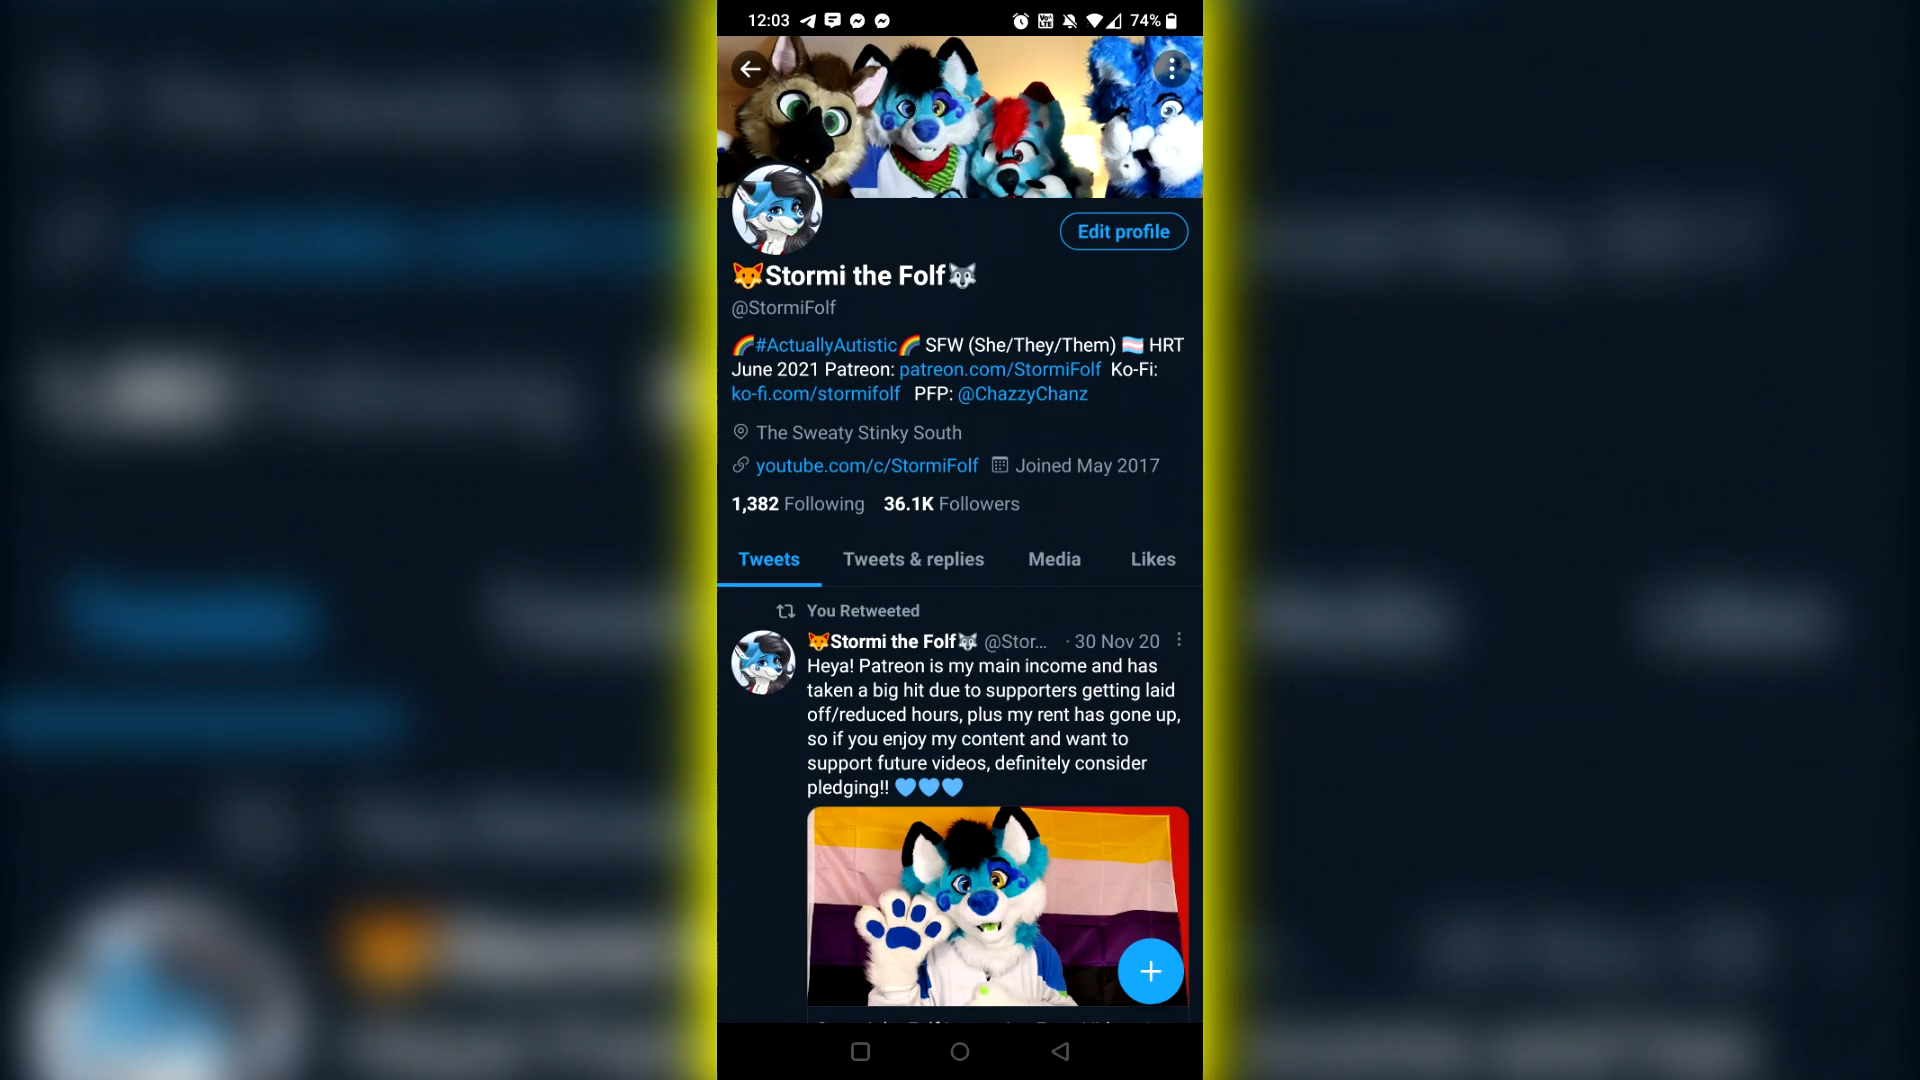 12:03 74%
Edit profile
🦊Stormi the Folf🐺
@StormiFolf
🌈#ActuallyAutistic🌈 SFW (She/They/Them) 🏳️‍⚧️ HRT
June 2021 Patreon: patreon.com/StormiFolf Ko-Fi:
ko-fi.com/stormifolf PFP: @ChazzyChanz
The Sweaty Stinky South
youtube.com/c/StormiFolf Joined May 2017
1,382 Following 36.1K Followers
Tweets Tweets & replies Media Likes
You Retweeted
🦊Stormi the Folf🐺 @Stor... · 30 Nov 20
Heya! Patreon is my main income and has
taken a big hit due to supporters getting laid
off/reduced hours, plus my rent has gone up,
so if you enjoy my content and want to
support future videos, definitely consider
pledging!! 💙💙💙